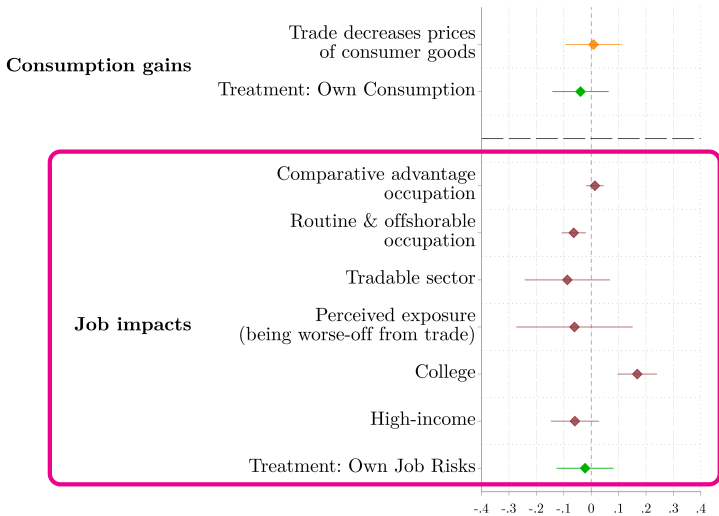 Trade decreases prices
of consumer goods
Consumption gains
Treatment: Own Consumption
Comparative advantage
occupation
Routine & offshorable
occupation
Tradable sector
Perceived exposure
Job impacts
(being worse-off from trade)
College
High-income
Treatment: Own Job Risks
-.4 -.3 -.2 -.1 0 .1 .2 .3 .4